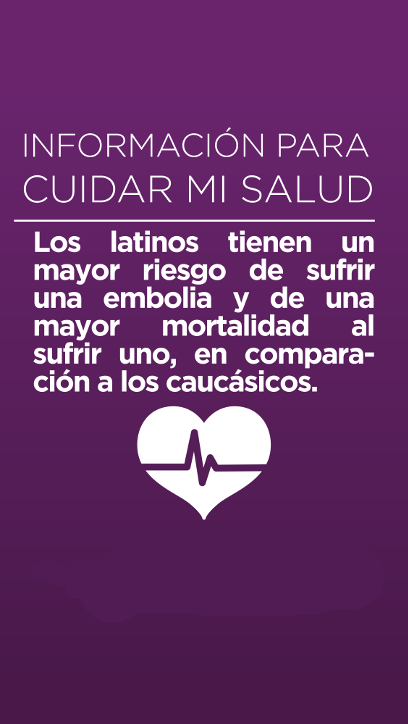 INFORMACIÓN PARA
CUIDAR MI SALUD
Los latinos tienen un
mayor riesgo de sufrir
una embolia y de una
mayor mortalidad al
sufrir uno, en compara-
ción a los caucásicos.